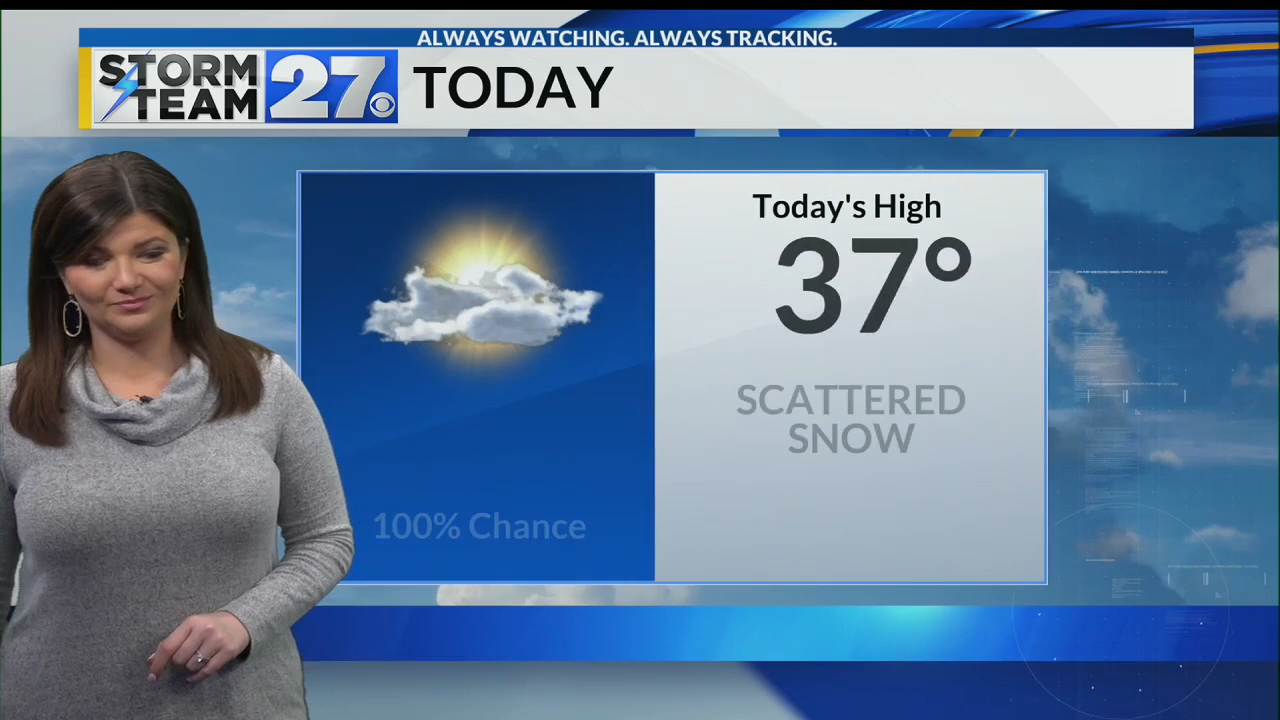 ALWAYS WATCHING. ALWAYS TRACKING.
STORM
TEAM
27
TODAY
Today's High
37°
SCATTERED
SNOW
100% Chance